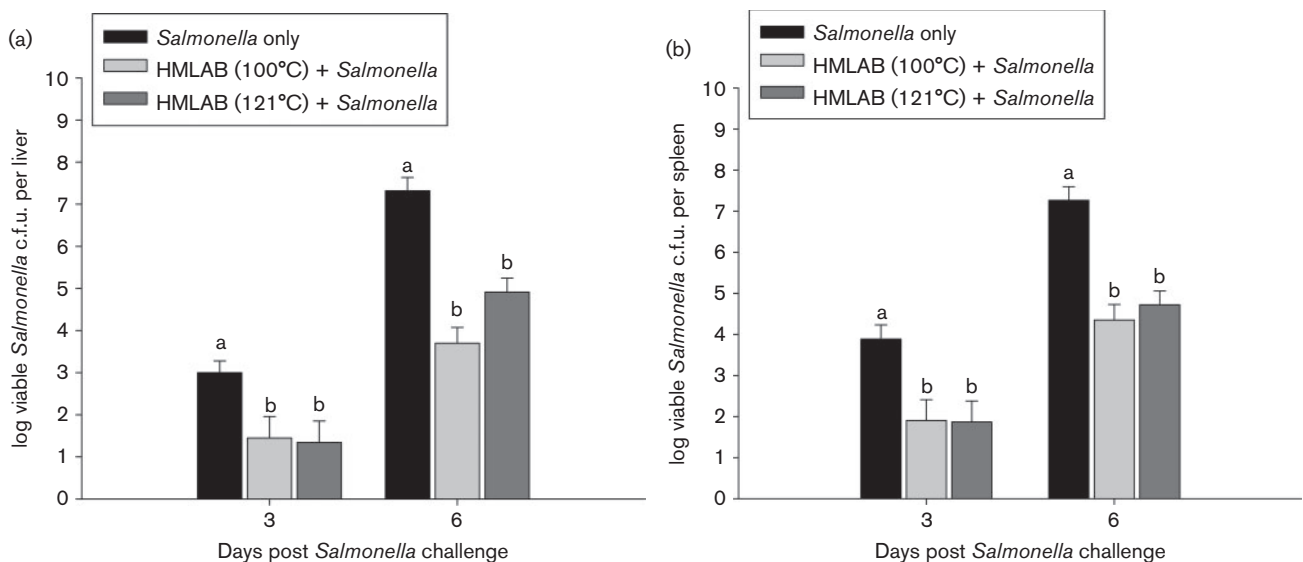 (a)
Salmonella only
HMLAB (100°C) + Salmonella
HMLAB (121°C) + Salmonella
log viable Salmonella c.f.u. per liver
10
9
8
7
6
5
4
3
2
1
0
a
b
b
a
b
b
3
6
Days post Salmonella challenge
(b)
Salmonella only
HMLAB (100°C) + Salmonella
HMLAB (121°C) + Salmonella
log viable Salmonella c.f.u. per spleen
10
9
8
7
6
5
4
3
2
1
0
a
b
b
a
b
b
3
6
Days post Salmonella challenge